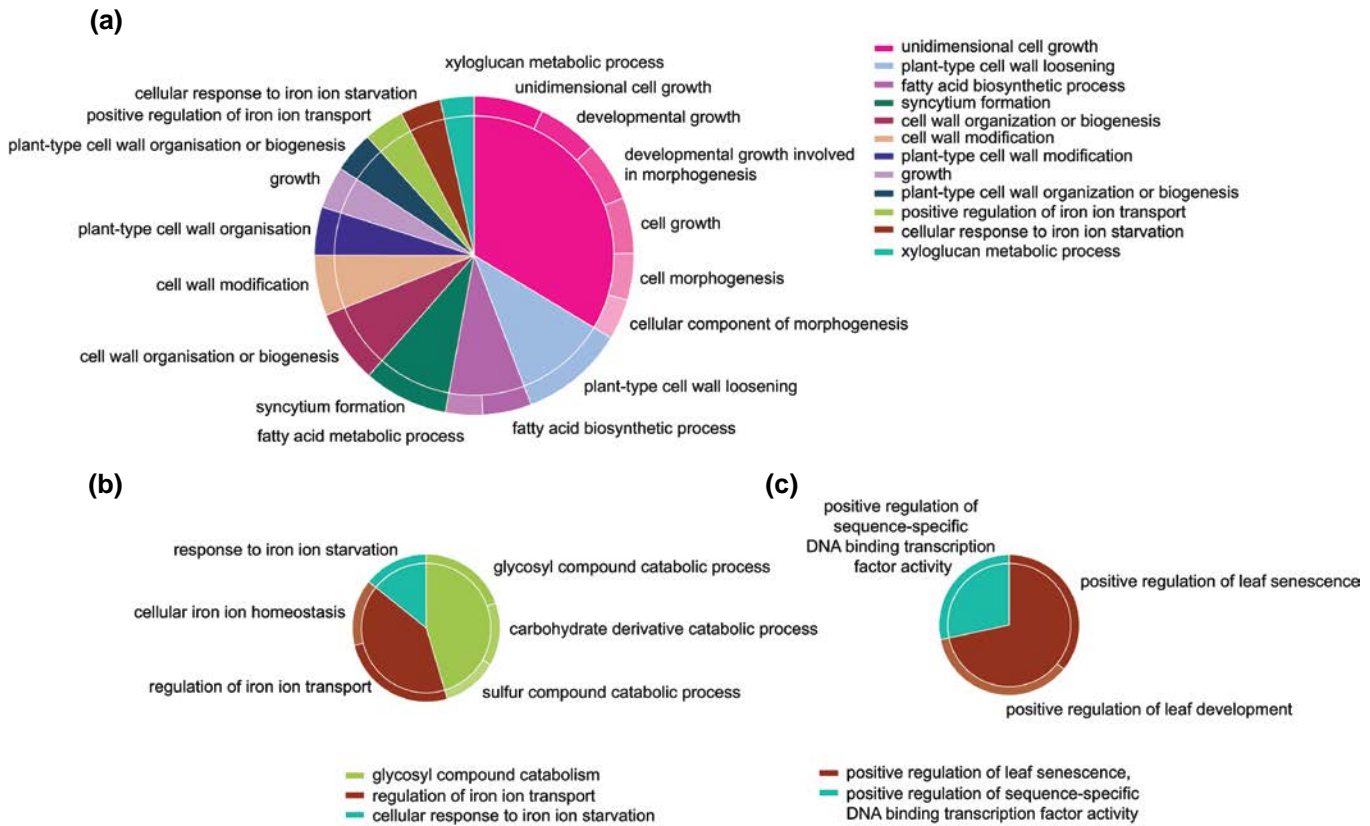 (a)
xyloglucan metabolic process
unidimensional cell growth
cellular response to iron ion starvation
developmental growth
positive regulation of iron ion transport
plant-type cell wall organisation or biogenesis
developmental growth involved
in morphogenesis
growth
cell growth
plant-type cell wall organisation
cell morphogenesis
cell wall modification
cellular component of morphogenesis
cell wall organisation or biogenesis
plant-type cell wall loosening
syncytium formation
fatty acid biosynthetic process
fatty acid metabolic process
unidimensional cell growth
plant-type cell wall loosening
fatty acid biosynthetic process
syncytium formation
cell wall organization or biogenesis
cell wall modification
plant-type cell wall modification
growth
plant-type cell wall organization or biogenesis
positive regulation of iron ion transport
cellular response to iron ion starvation
xyloglucan metabolic process
(b)
response to iron ion starvation
glycosyl compound catabolic process
cellular iron ion homeostasis
carbohydrate derivative catabolic process
regulation of iron ion transport
sulfur compound catabolic process
glycosyl compound catabolism
regulation of iron ion transport
cellular response to iron ion starvation
(c)
positive regulation of
sequence-specific
DNA binding transcription
factor activity
positive regulation of leaf senescence
positive regulation of leaf development
positive regulation of leaf senescence,
positive regulation of sequence-specific
DNA binding transcription factor activity